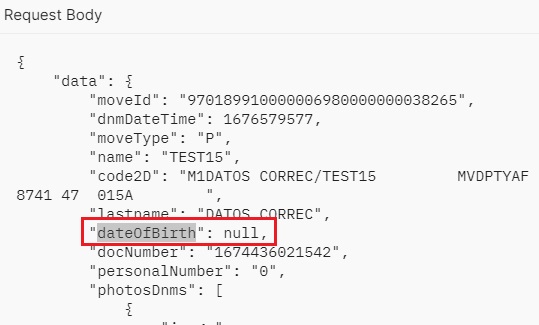 Request Body
{
"data": {
"moveId": "970189910000006980000000038265",
"dnmDateTime": 1676579577,
"moveType": "P",
"name": "TEST15",
"code2D": "M1DATOS CORREC/TEST15 MVDPTYAF
8741 47 015A ",
"lastname": "DATOS CORREC",
"dateOfBirth": null,
"docNumber": "1674436021542",
"personalNumber": "0",
"photosDnms": [
{